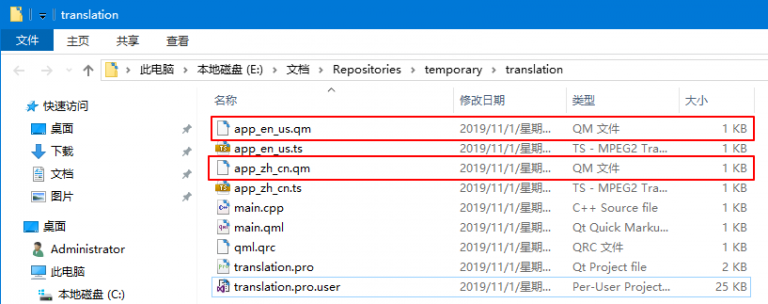 translation
文件 主页 共享 查看
此电脑 本地磁盘 (E:) 文档 Repositories temporary translation
快速访问
桌面
下载
文档
图片
桌面
Administrator
此电脑
本地磁盘 (C:)
名称 修改日期 类型 大小
app_en_us.qm 2019/11/1/星期... QM 文件 1 KB
app_en_us.ts 2019/11/1/星期... TS - MPEG2 Tra... 1 KB
app_zh_cn.qm 2019/11/1/星期... QM 文件 1 KB
app_zh_cn.ts 2019/11/1/星期... TS - MPEG2 Tra... 1 KB
main.cpp 2019/11/1/星期... C++ Source file 1 KB
main.qml 2019/11/1/星期... Qt Quick Marku... 1 KB
qml.qrc 2019/11/1/星期... QRC 文件 1 KB
translation.pro 2019/11/1/星期... Qt Project file 2 KB
translation.pro.user 2019/11/1/星期... Per-User Project... 25 KB